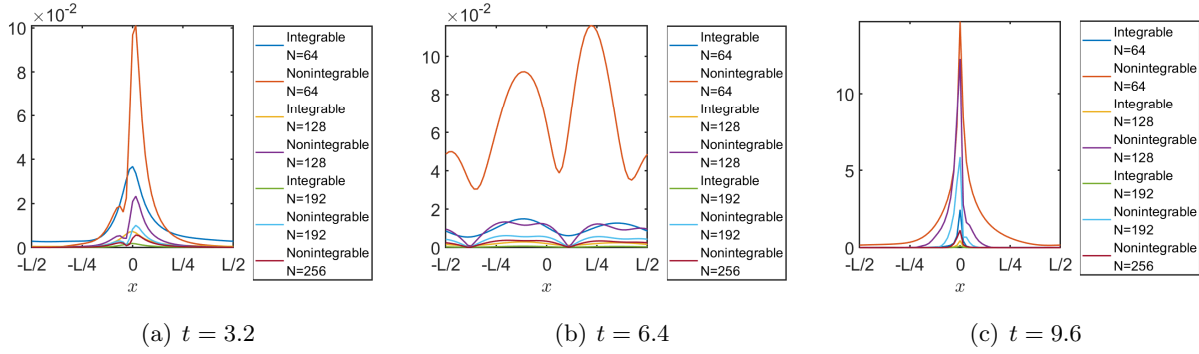 ×10⁻²
10
8
6
4
2
0
-L/2
-L/4
0
L/4
L/2
x
Integrable
N=64
Nonintegrable
N=64
Integrable
N=128
Nonintegrable
N=128
Integrable
N=192
Nonintegrable
N=192
Nonintegrable
N=256
(a) t = 3.2
×10⁻²
10
8
6
4
2
0
-L/2
-L/4
0
L/4
L/2
x
Integrable
N=64
Nonintegrable
N=64
Integrable
N=128
Nonintegrable
N=128
Integrable
N=192
Nonintegrable
N=192
Nonintegrable
N=256
(b) t = 6.4
10
5
0
-L/2
-L/4
0
L/4
L/2
x
Integrable
N=64
Nonintegrable
N=64
Integrable
N=128
Nonintegrable
N=128
Integrable
N=192
Nonintegrable
N=192
Nonintegrable
N=256
(c) t = 9.6